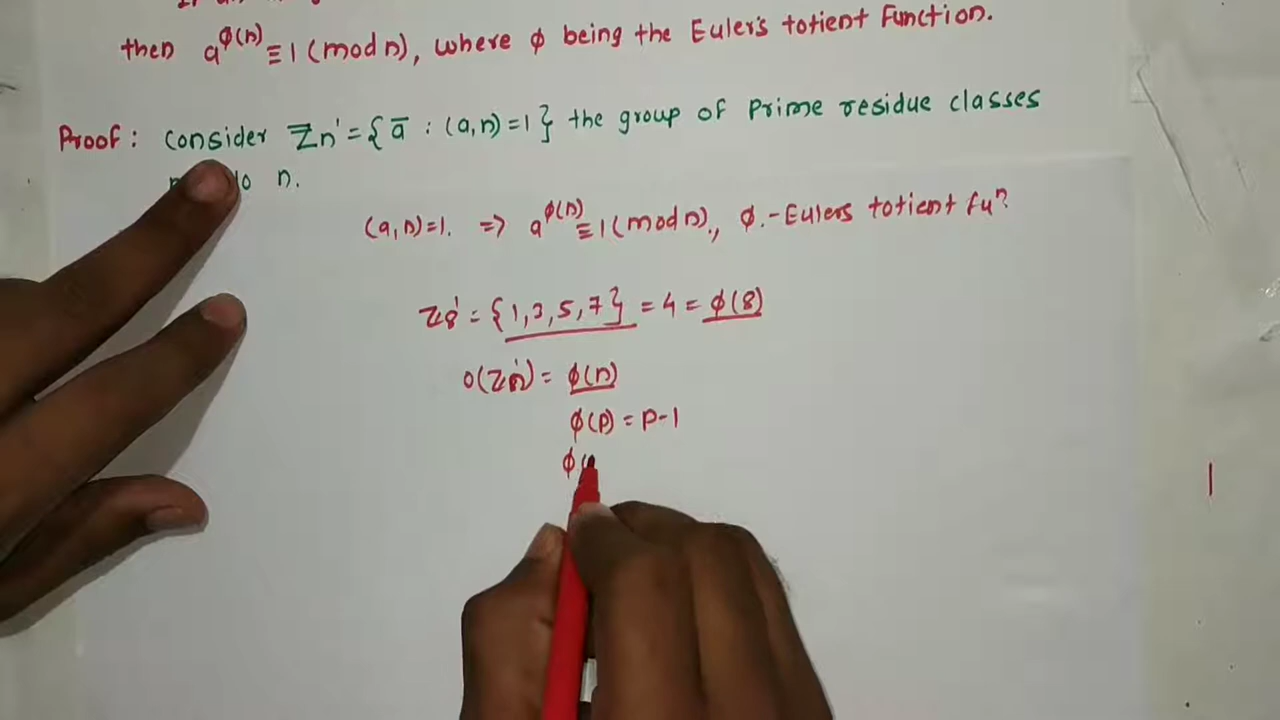 then a^φ(n) ≡ 1 (mod n), where φ being the Euler's totient Function.
Proof : Consider Zn' = { ā : (a,n) = 1 } the group of Prime residue classes
n.
(a, n) = 1. ⇒ a^φ(n) ≡ 1 (mod n)., φ.-Eulers totient fuⁿ?
Z8' = { 1, 3, 5, 7 } = 4 = φ(8)
o(Zn') = φ(n)
φ(p) = p-1
φ(